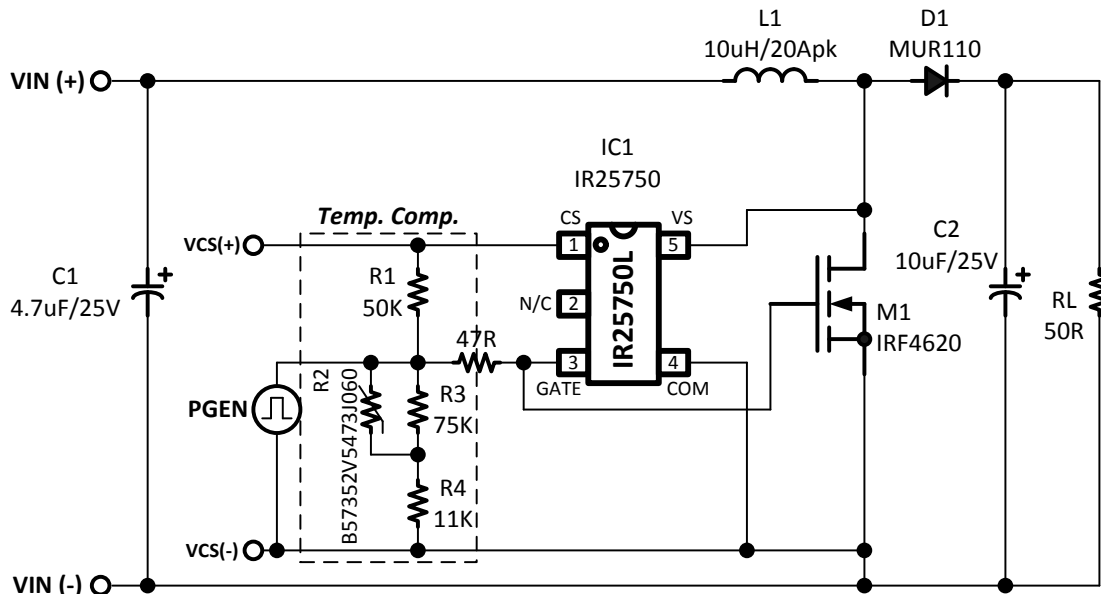 L1
10uH/20Apk
D1
MUR110
VIN (+)
IC1
IR25750
Temp. Comp.
CS
VS
VCS(+)
1
5
C1
4.7uF/25V
R1
50K
N/C
2
IR25750L
C2
10uF/25V
RL
50R
M1
IRF4620
47R
3
4
GATE
COM
PGEN
R2
B57352V5473J060
R3
75K
R4
11K
VCS(-)
VIN (-)